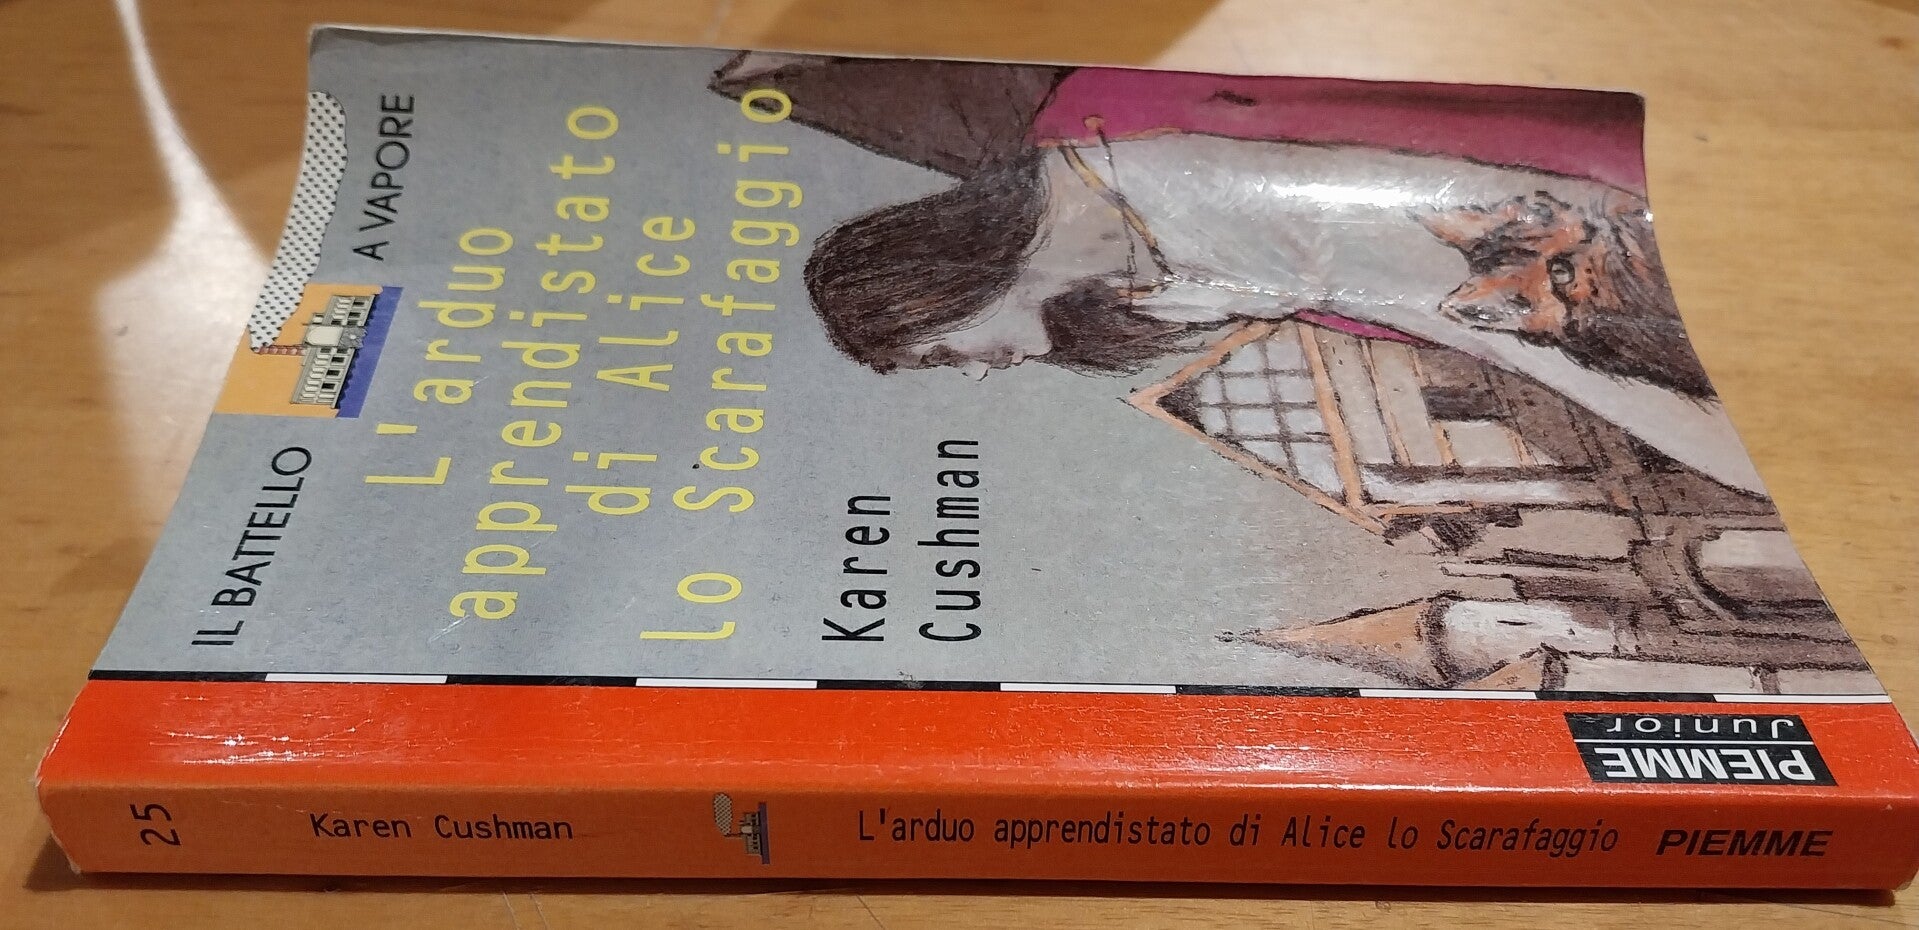 IL BATTELLO A VAPORE
L'arduo
apprendistato
di Alice
lo Scarafaggio
Karen
Cushman
PIEMME
Junior
25 Karen Cushman L'arduo apprendistato di Alice lo Scarafaggio PIEMME